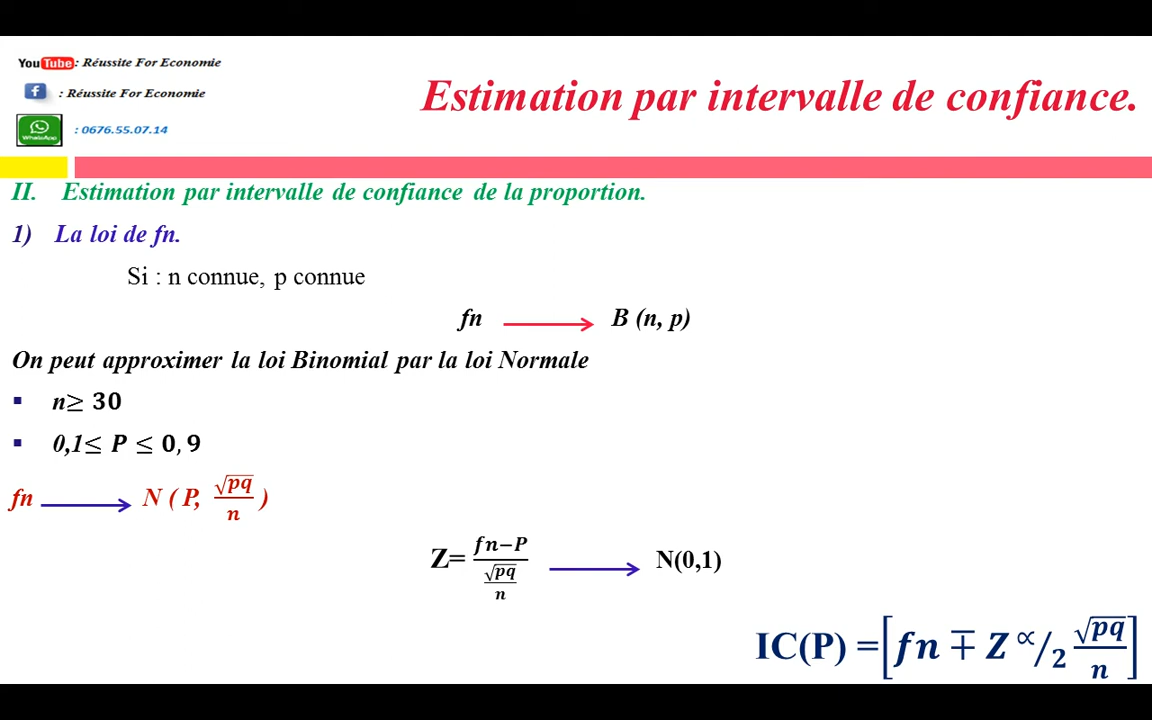 YouTube : Réussite For Economie
: Réussite For Economie
WhatsApp : 0676.55.07.14
Estimation par intervalle de confiance.
II. Estimation par intervalle de confiance de la proportion.
1) La loi de fn.
Si : n connue, p connue
fn ⟶ B (n, p)
On peut approximer la loi Binomial par la loi Normale
▪ n≥ 30
▪ 0,1≤ P ≤ 0,9
fn ⟶ N ( P, √pq/n )
Z= (fn−P)/(√pq/n) ⟶ N(0,1)
IC(P) =[fn ∓ Z ∝/2 √pq/n]